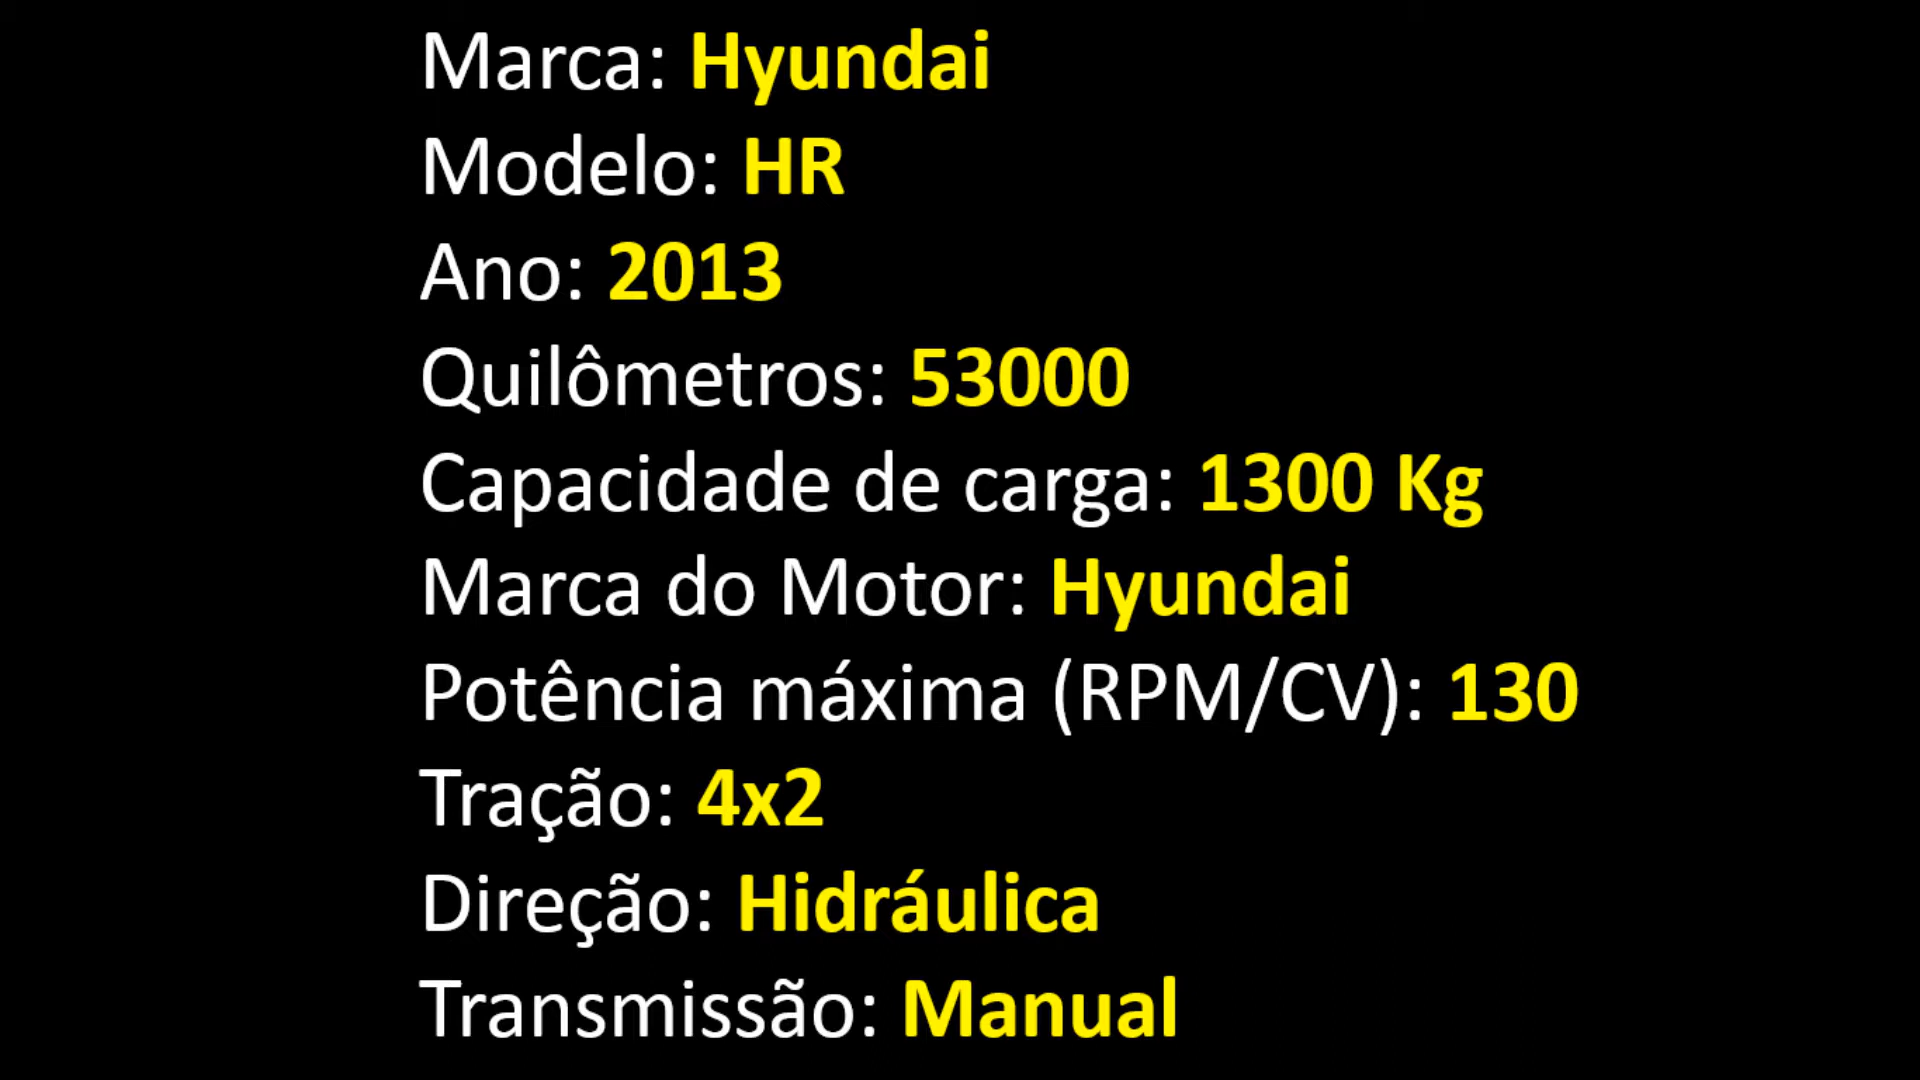 Marca: Hyundai
Modelo: HR
Ano: 2013
Quilômetros: 53000
Capacidade de carga: 1300 Kg
Marca do Motor: Hyundai
Potência máxima (RPM/CV): 130
Tração: 4x2
Direção: Hidráulica
Transmissão: Manual